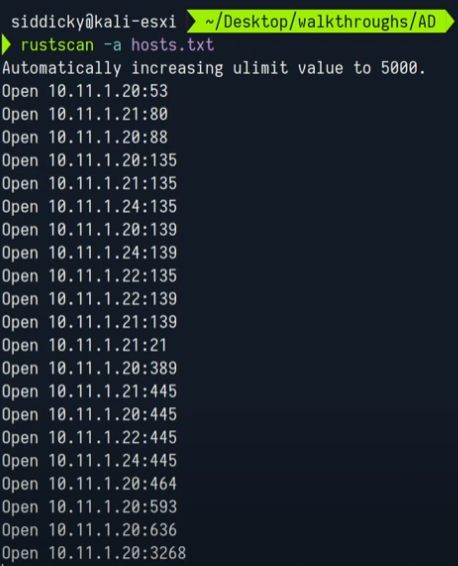 siddicky@kali-esxi ~/Desktop/walkthroughs/AD
rustscan -a hosts.txt
Automatically increasing ulimit value to 5000.
Open 10.11.1.20:53
Open 10.11.1.21:80
Open 10.11.1.20:88
Open 10.11.1.20:135
Open 10.11.1.21:135
Open 10.11.1.24:135
Open 10.11.1.20:139
Open 10.11.1.24:139
Open 10.11.1.22:135
Open 10.11.1.22:139
Open 10.11.1.21:139
Open 10.11.1.21:21
Open 10.11.1.20:389
Open 10.11.1.21:445
Open 10.11.1.20:445
Open 10.11.1.22:445
Open 10.11.1.24:445
Open 10.11.1.20:464
Open 10.11.1.20:593
Open 10.11.1.20:636
Open 10.11.1.20:3268